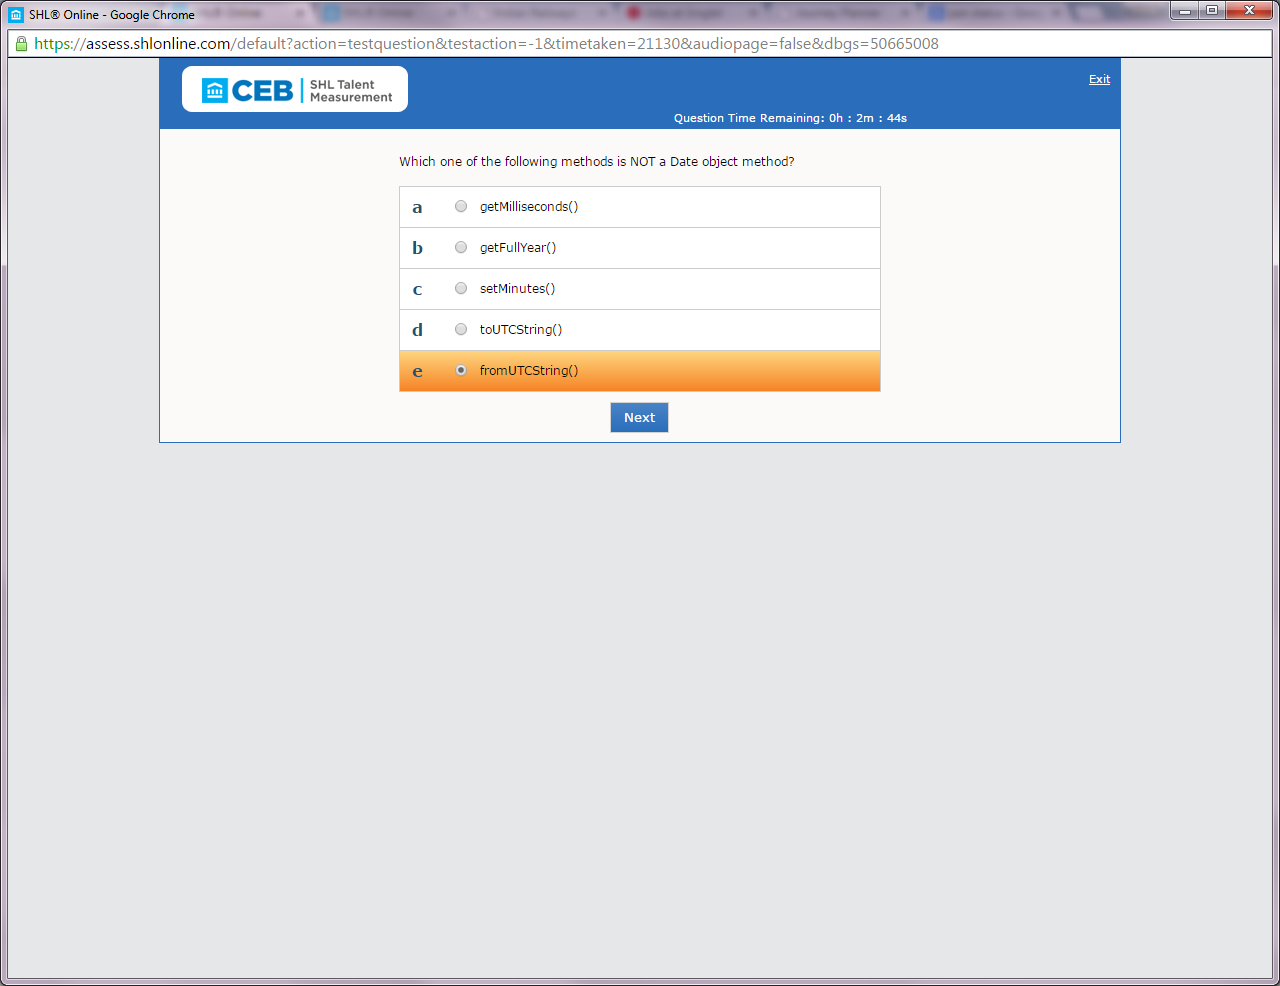 SHL® Online - Google Chrome
https://assess.shlonline.com/default?action=testquestion&testaction=-1&timetaken=21130&audiopage=false&dbgs=50665008
CEB
SHL Talent
Measurement
Exit
Question Time Remaining: 0h : 2m : 44s
Which one of the following methods is NOT a Date object method?
a getMilliseconds()
b getFullYear()
c setMinutes()
d toUTCString()
e fromUTCString()
Next